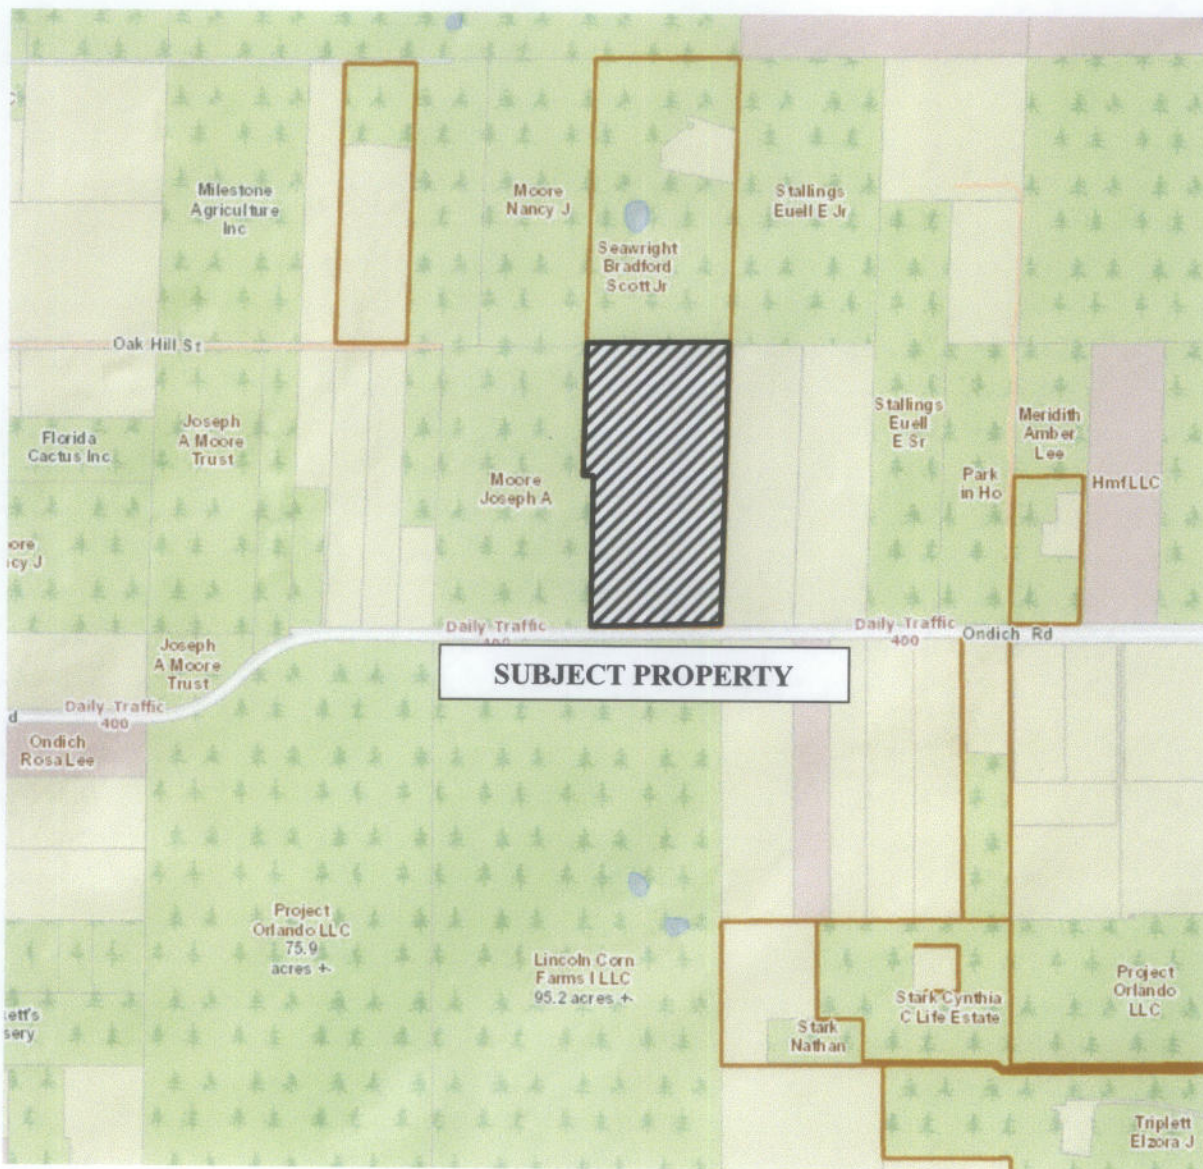 Milestone
Agriculture
Inc
Moore
Nancy J
Stallings
Euell E Jr
Seawright
Bradford
Scott Jr
Oak Hill St
Joseph
A Moore
Trust
Florida
Cactus Inc
Moore
Joseph A
Stallings
Euell
E Sr
Meridith
Amber
Lee
Park
in Ho
Hmf LLC
ore
cy J
Daily Traffic
400
Daily Traffic
400
Ondich Rd
Joseph
A Moore
Trust
SUBJECT PROPERTY
d
Daily Traffic
400
Ondich
Rosa Lee
Project
Orlando LLC
75.9
acres +-
Lincoln Corn
Farms I LLC
95.2 acres +-
Stark Cynthia
C Life Estate
Project
Orlando
LLC
ett's
sery
Stark
Nathan
Triplett
Elzora J